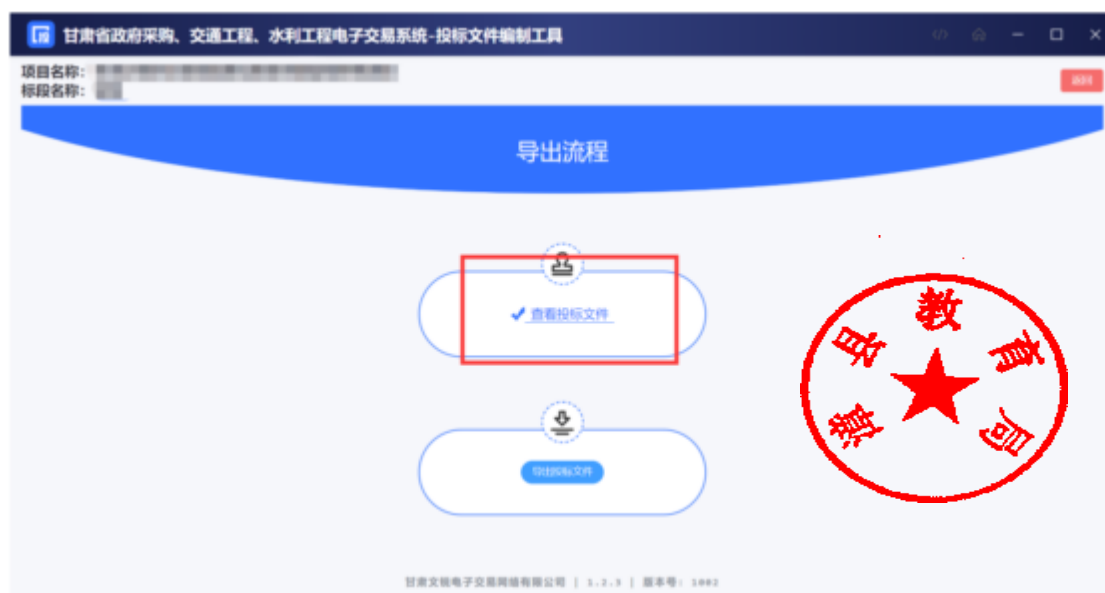 甘肃省政府采购、交通工程、水利工程电子交易系统-投标文件编制工具
项目名称：
标段名称：
返回
导出流程
查看投标文件
导出投标文件
县教育局
甘肃文锐电子交易网络有限公司 | 1.2.3 | 版本号: 1002